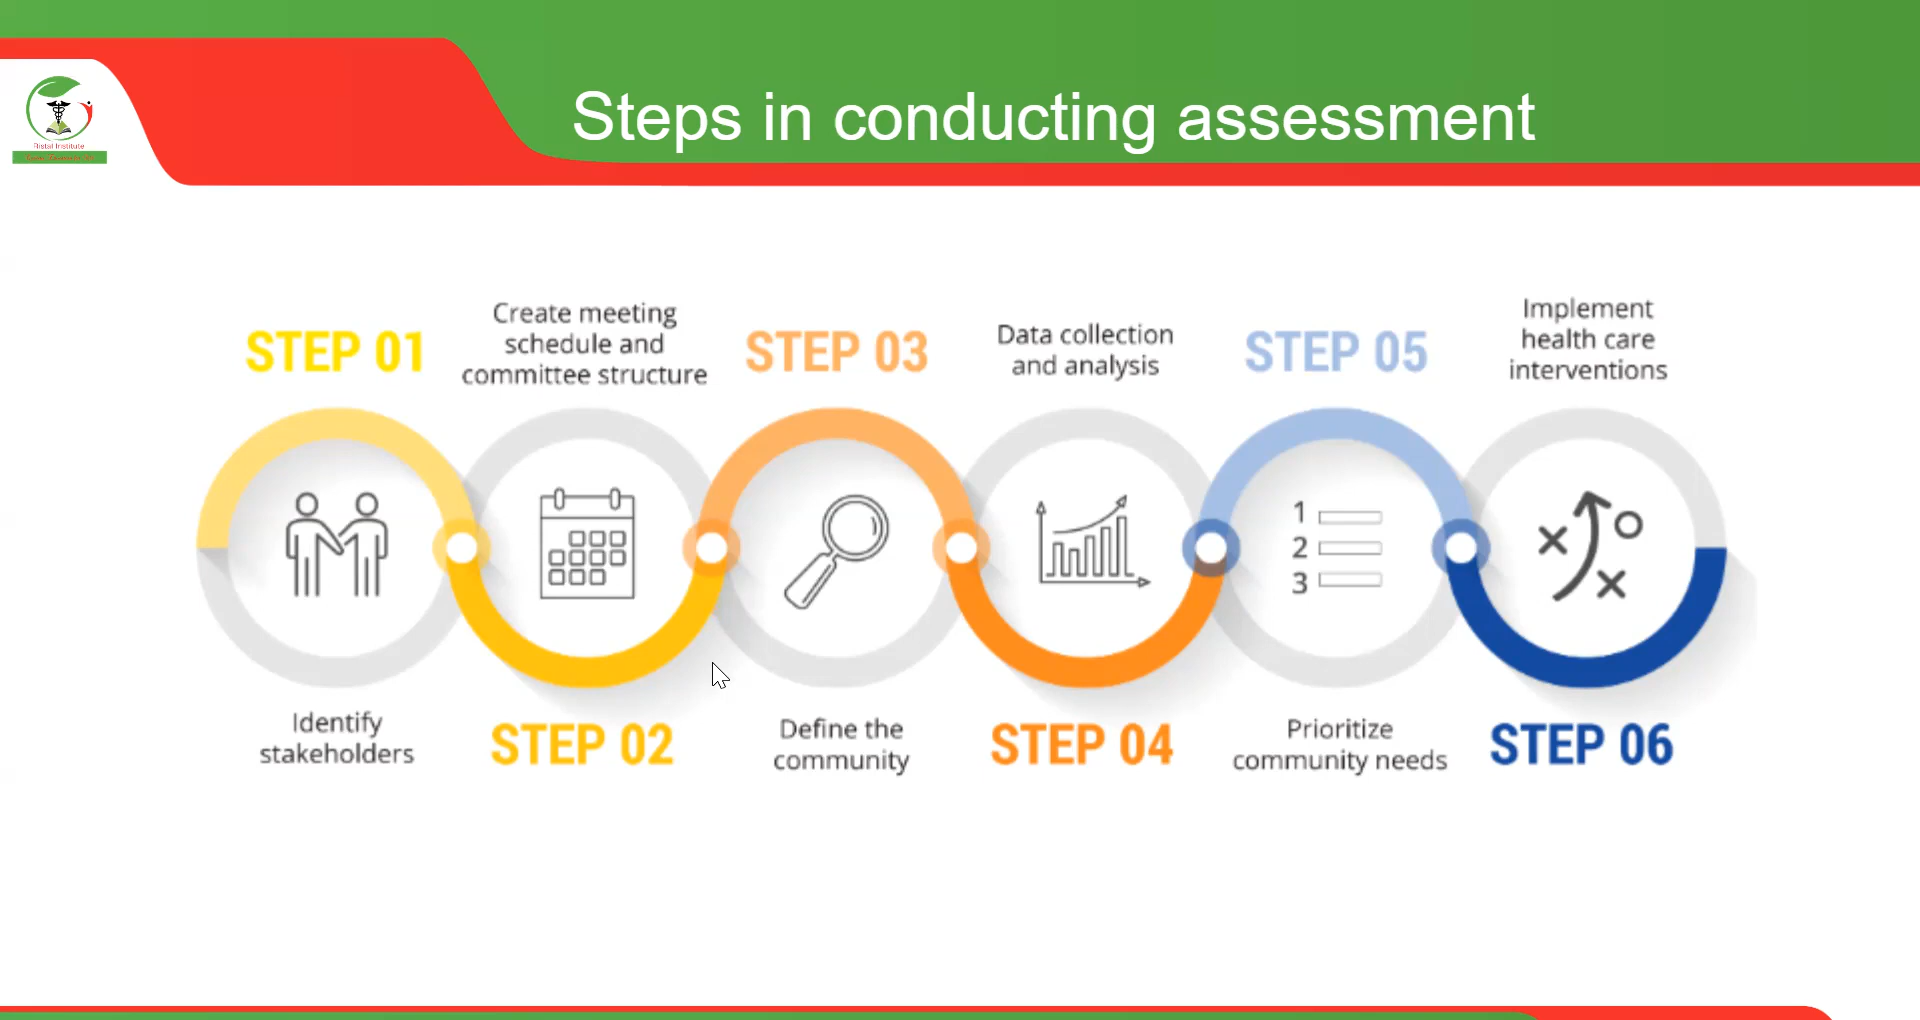 Steps in conducting assessment
Ristal Institute
STEP 01
Identify
stakeholders
Create meeting
schedule and
committee structure
STEP 02
STEP 03
Define the
community
Data collection
and analysis
STEP 04
STEP 05
1
2
3
Prioritize
community needs
Implement
health care
interventions
STEP 06